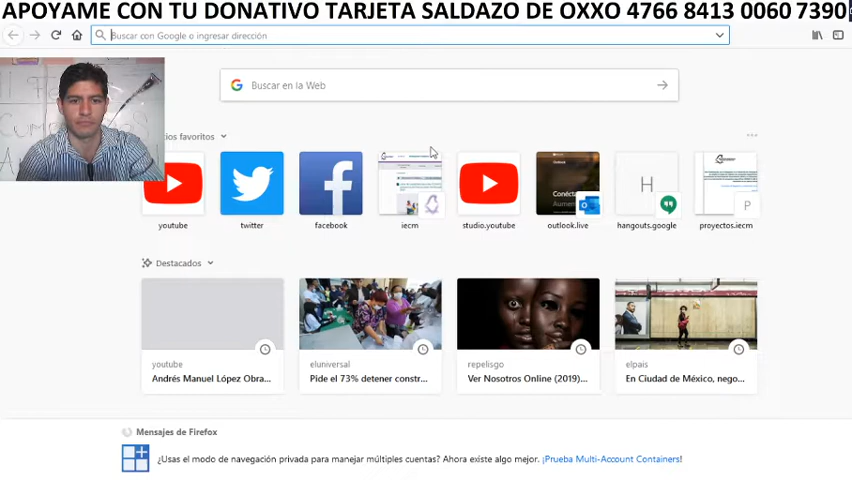 APOYAME CON TU DONATIVO TARJETA SALDAZO DE OXXO 4766 8413 0060 7390
Buscar con Google o ingresar dirección
Buscar en la Web
cios favoritos
youtube
twitter
facebook
iecm
studio.youtube
outlook.live
hangouts.google
proyectos.iecm
H
P
Destacados
youtube
Andrés Manuel López Obra...
eluniversal
Pide el 73% detener constr...
repelisgo
Ver Nosotros Online (2019)...
elpais
En Ciudad de México, nego...
Mensajes de Firefox
¿Usas el modo de navegación privada para manejar múltiples cuentas? Ahora existe algo mejor. ¡Prueba Multi-Account Containers!